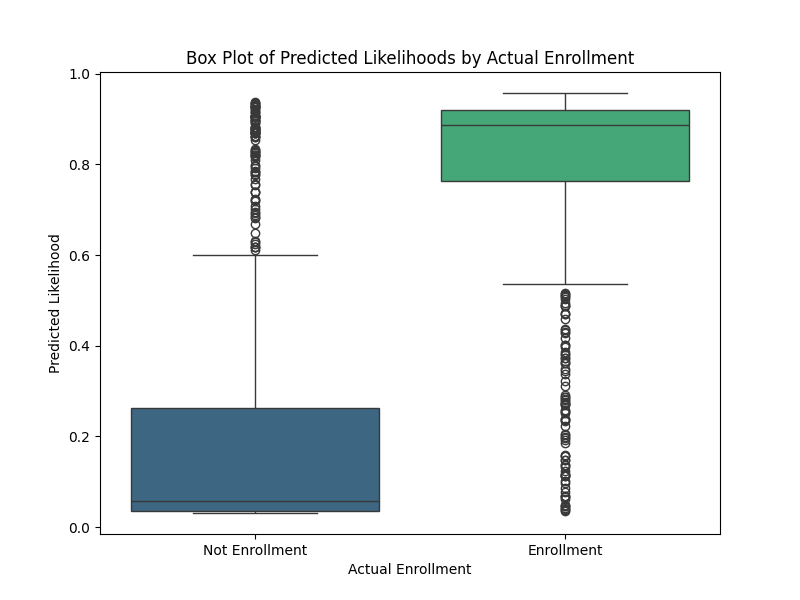 Box Plot of Predicted Likelihoods by Actual Enrollment
1.0
0.8
0.6
0.4
0.2
0.0
Predicted Likelihood
Not Enrollment
Enrollment
Actual Enrollment